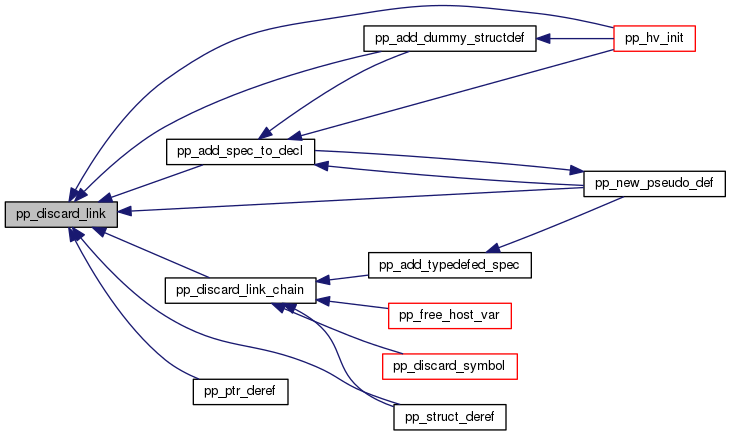 pp_add_dummy_structdef
pp_hv_init
pp_add_spec_to_decl
pp_new_pseudo_def
pp_discard_link
pp_add_typedefed_spec
pp_discard_link_chain
pp_free_host_var
pp_discard_symbol
pp_ptr_deref
pp_struct_deref